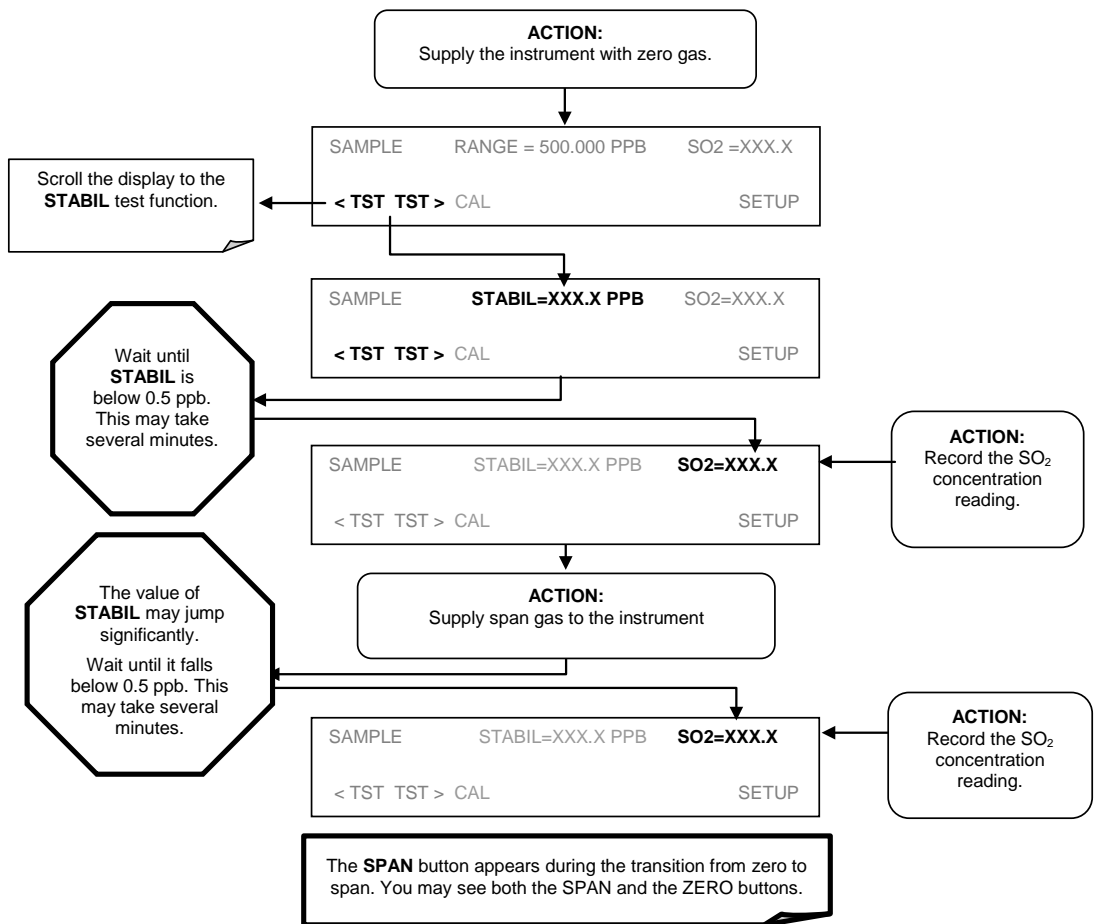 ACTION:
Supply the instrument with zero gas.
SAMPLE RANGE = 500.000 PPB SO2 =XXX.X
< TST TST > CAL SETUP
Scroll the display to the
STABIL test function.
SAMPLE STABIL=XXX.X PPB SO2=XXX.X
< TST TST > CAL SETUP
Wait until
STABIL is
below 0.5 ppb.
This may take
several minutes.
SAMPLE STABIL=XXX.X PPB SO2=XXX.X
< TST TST > CAL SETUP
ACTION:
Record the SO₂
concentration
reading.
ACTION:
Supply span gas to the instrument
The value of
STABIL may jump
significantly.
Wait until it falls
below 0.5 ppb. This
may take several
minutes.
SAMPLE STABIL=XXX.X PPB SO2=XXX.X
< TST TST > CAL SETUP
ACTION:
Record the SO₂
concentration
reading.
The SPAN button appears during the transition from zero to
span. You may see both the SPAN and the ZERO buttons.